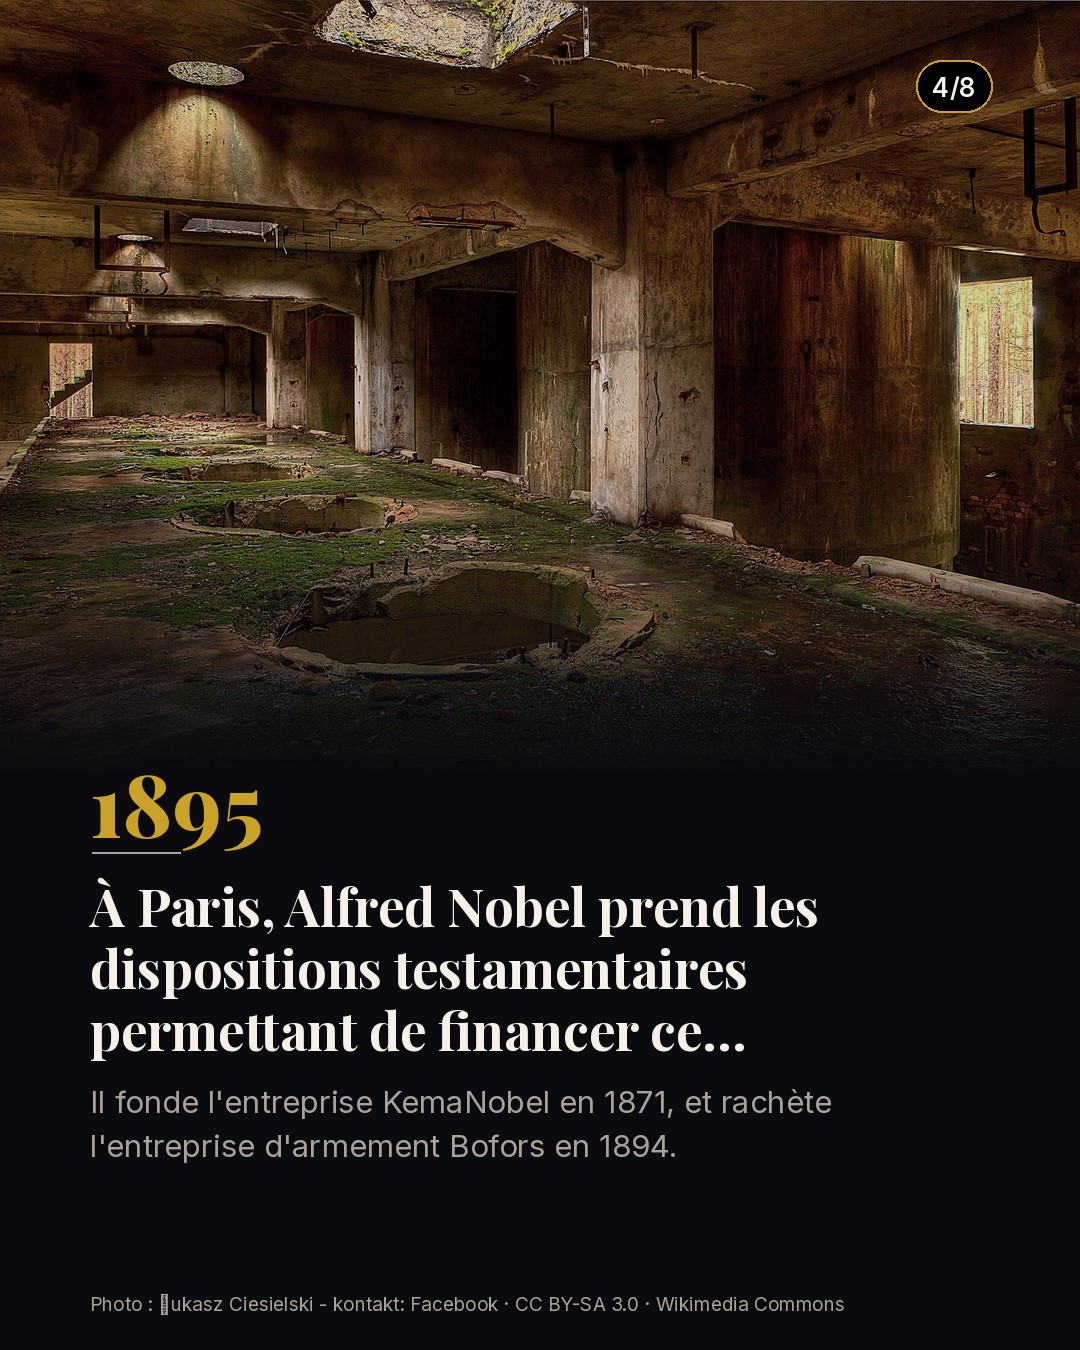 4/8
1895
À Paris, Alfred Nobel prend les
dispositions testamentaires
permettant de financer ce...
Il fonde l'entreprise KemaNobel en 1871, et rachète
l'entreprise d'armement Bofors en 1894.
Photo : ukasz Ciesielski - kontakt: Facebook · CC BY-SA 3.0 · Wikimedia Commons